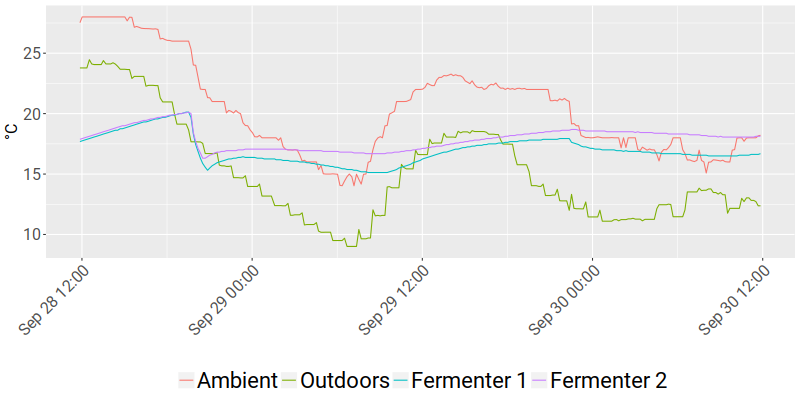 °C
25
20
15
10
Sep 28 12:00
Sep 29 00:00
Sep 29 12:00
Sep 30 00:00
Sep 30 12:00
Ambient Outdoors Fermenter 1 Fermenter 2